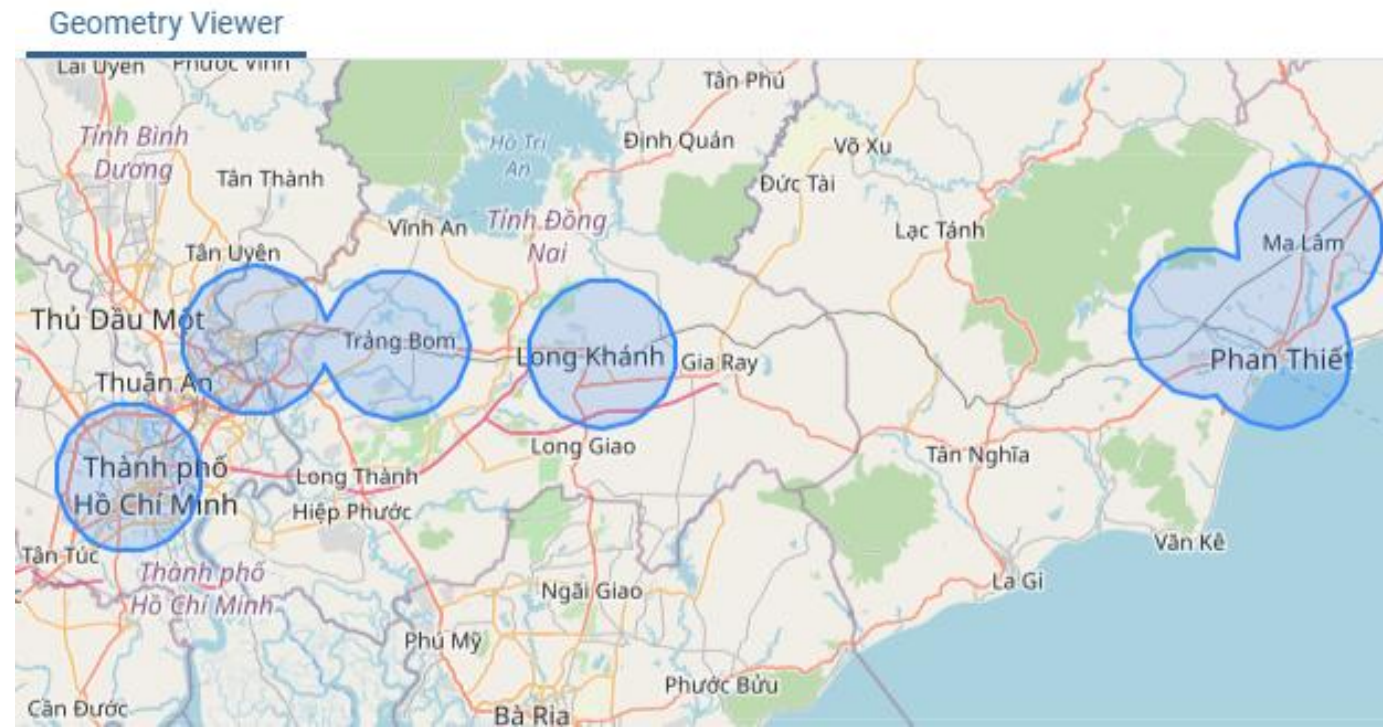 Geometry Viewer
Lai Uyên
Phước Vĩnh
Tân Phú
Tỉnh Bình
Dương
Hồ Trị
An
Định Quán
Võ Xu
Tân Thành
Đức Tài
Vĩnh An
Tỉnh Đồng
Nai
Lạc Tánh
Ma Lâm
Tân Uyên
Thủ Dầu Một
Trảng Bom
Long Khánh
Gia Ray
Phan Thiết
Thuận An
Long Giao
Tân Nghĩa
Thành phố
Hồ Chí Minh
Long Thành
Hiệp Phước
Văn Kê
Tân Túc
Thành phố
Hồ Chí Minh
La Gi
Ngãi Giao
Phú Mỹ
Phước Bửu
Cần Đước
Bà Rịa